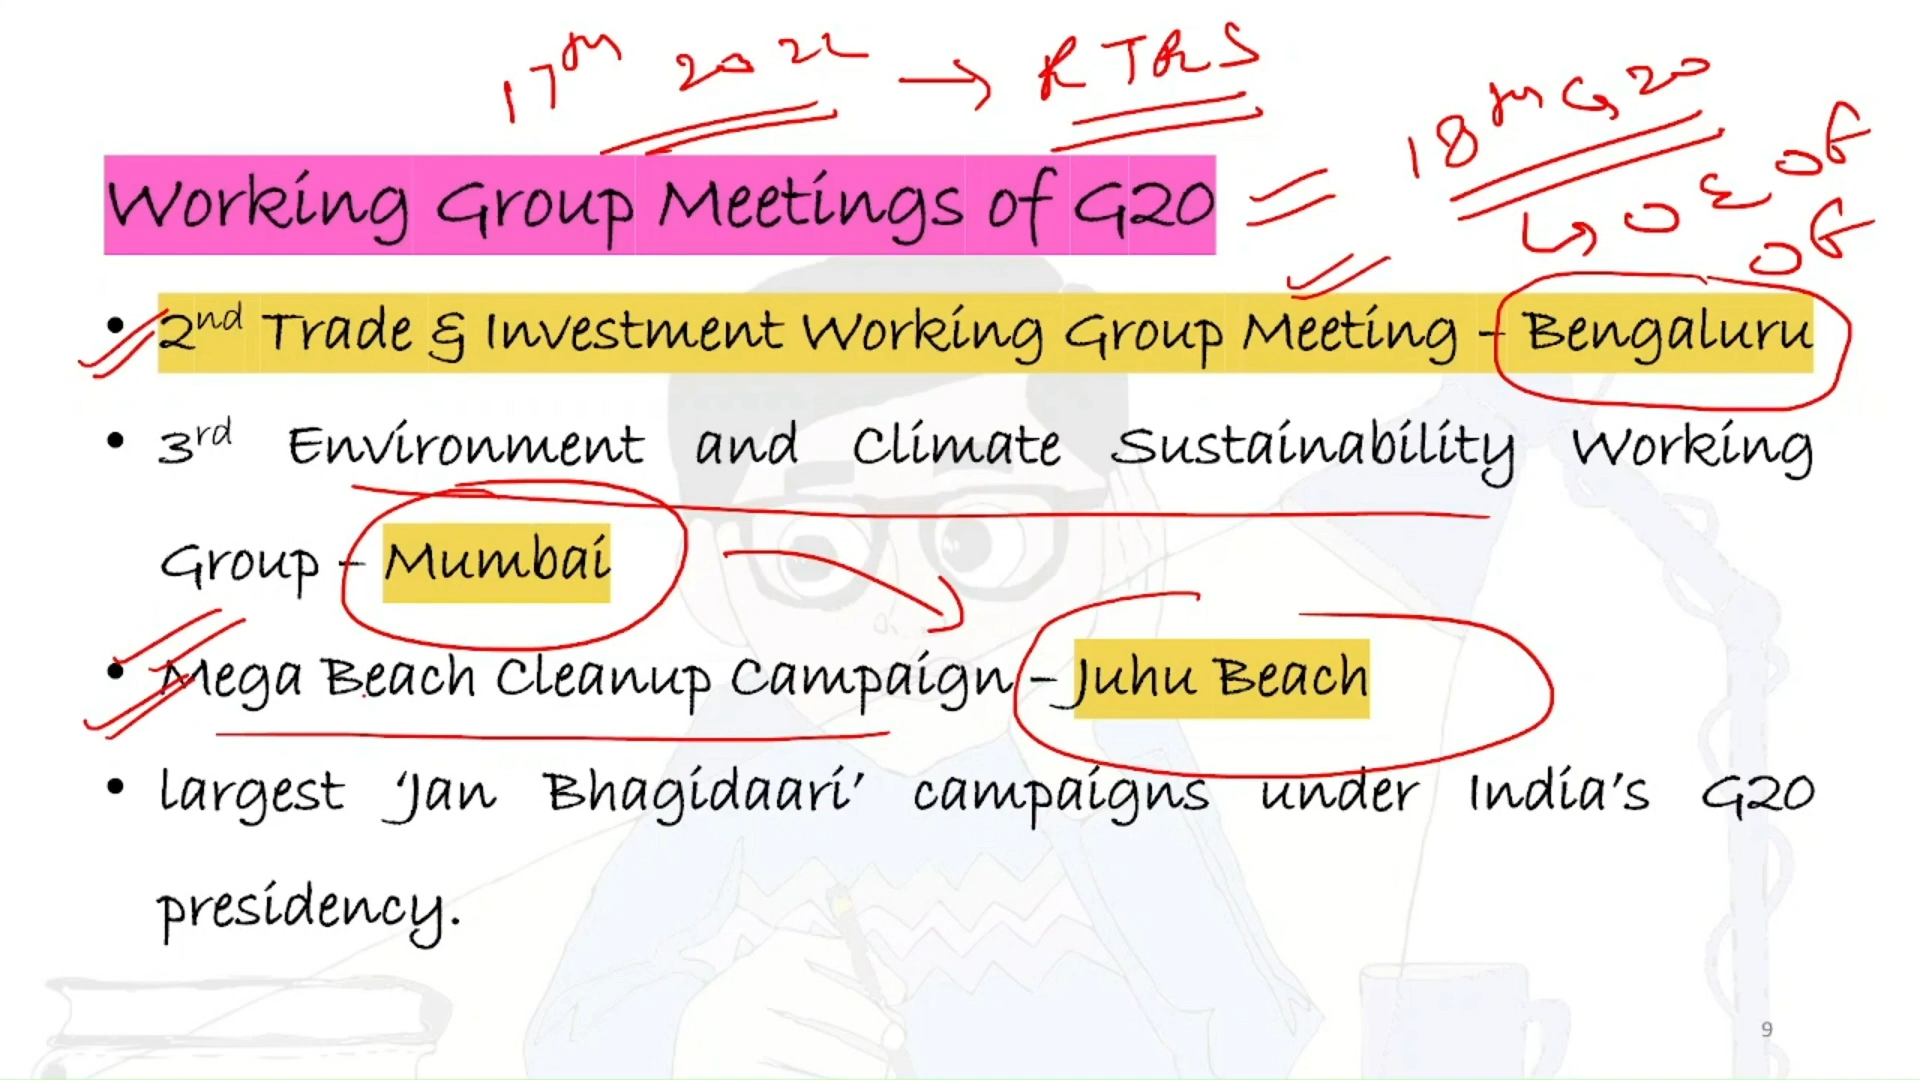 17th 2022 → RTRS
18th G20
↳ O E OF
OF
Working Group Meetings of G20
• 2nd Trade & Investment Working Group Meeting – Bengaluru
• 3rd Environment and Climate Sustainability Working
Group – Mumbai
• Mega Beach Cleanup Campaign – Juhu Beach
• largest ‘Jan Bhagidaari’ campaigns under India’s G20
presidency.
9